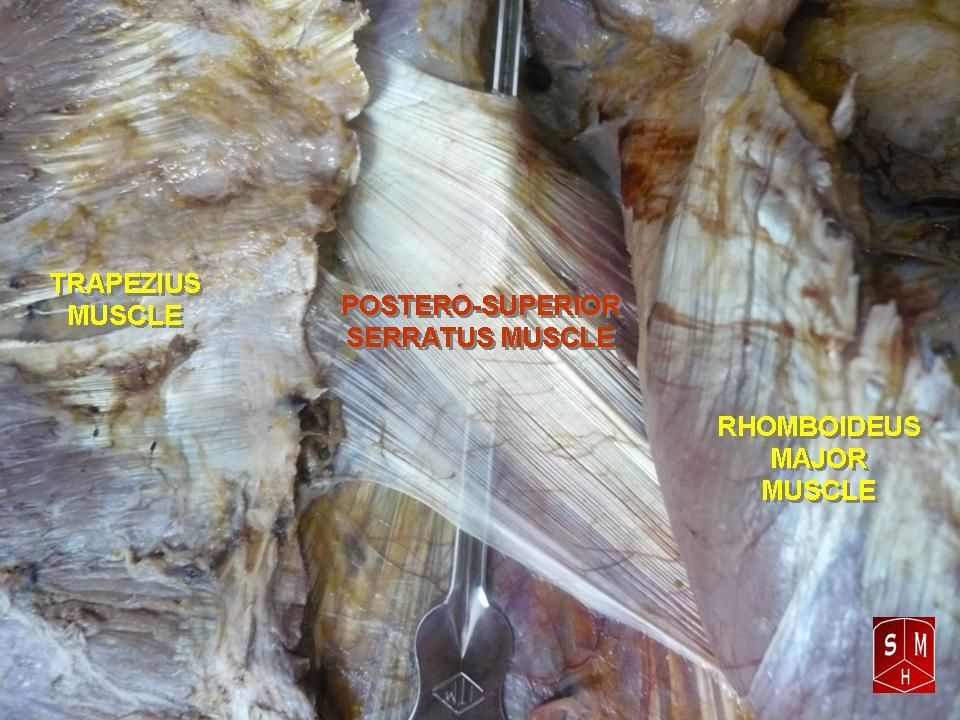 TRAPEZIUS
MUSCLE
POSTERO-SUPERIOR
SERRATUS MUSCLE
RHOMBOIDEUS
MAJOR
MUSCLE
S M
H